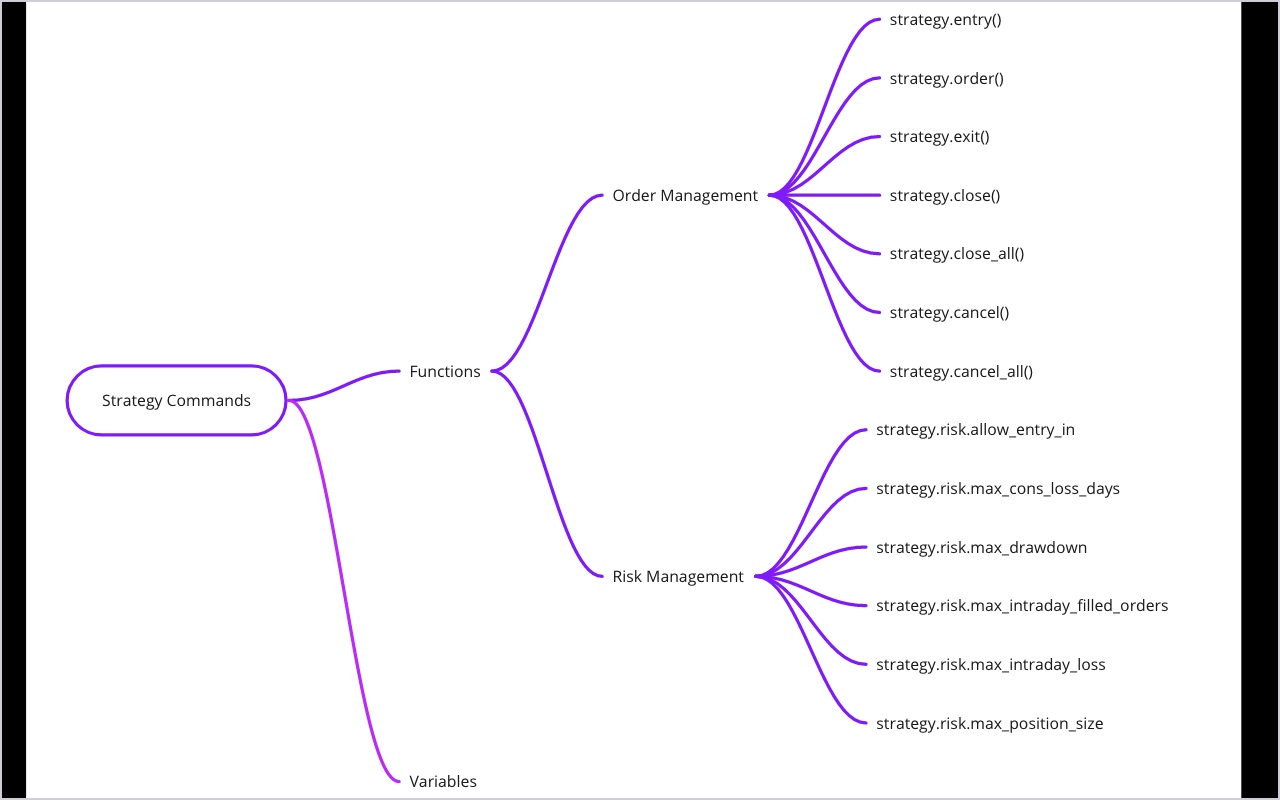 strategy.entry()
strategy.order()
strategy.exit()
Order Management
strategy.close()
strategy.close_all()
strategy.cancel()
Functions
strategy.cancel_all()
Strategy Commands
strategy.risk.allow_entry_in
strategy.risk.max_cons_loss_days
strategy.risk.max_drawdown
Risk Management
strategy.risk.max_intraday_filled_orders
strategy.risk.max_intraday_loss
strategy.risk.max_position_size
Variables